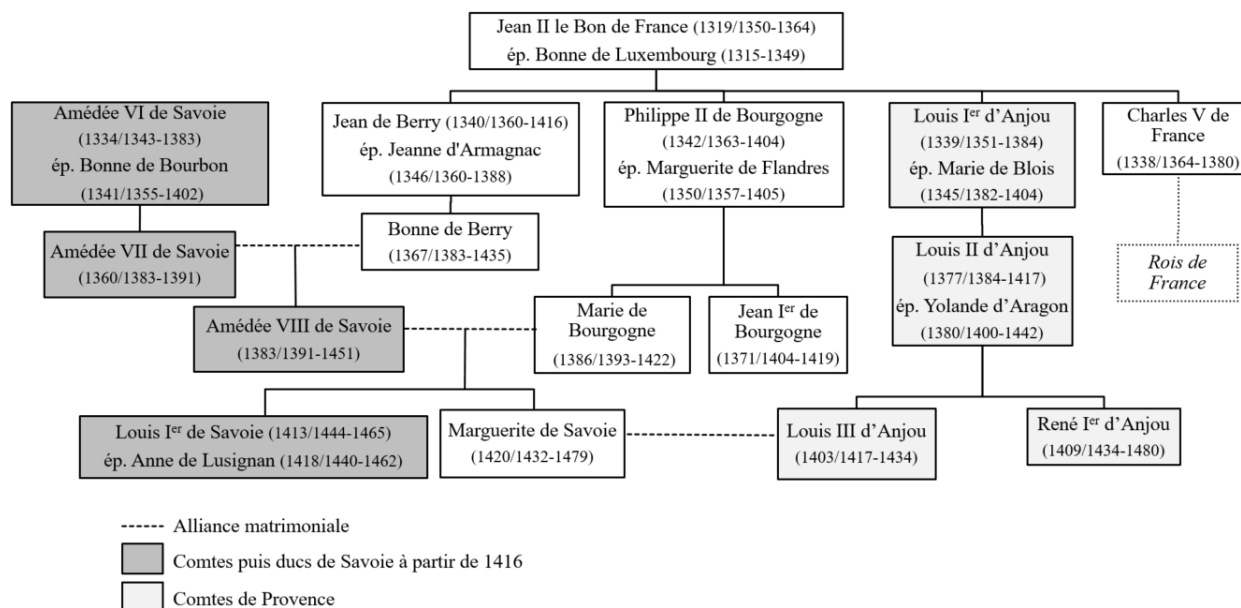 Jean II le Bon de France (1319/1350-1364)
ép. Bonne de Luxembourg (1315-1349)
Amédée VI de Savoie
(1334/1343-1383)
ép. Bonne de Bourbon
(1341/1355-1402)
Jean de Berry (1340/1360-1416)
ép. Jeanne d'Armagnac
(1346/1360-1388)
Philippe II de Bourgogne
(1342/1363-1404)
ép. Marguerite de Flandres
(1350/1357-1405)
Louis Ier d’Anjou
(1339/1351-1384)
ép. Marie de Blois
(1345/1382-1404)
Charles V de
France
(1338/1364-1380)
Amédée VII de Savoie
(1360/1383-1391)
Bonne de Berry
(1367/1383-1435)
Louis II d’Anjou
(1377/1384-1417)
ép. Yolande d’Aragon
(1380/1400-1442)
Rois de
France
Amédée VIII de Savoie
(1383/1391-1451)
Marie de
Bourgogne
(1386/1393-1422)
Jean Ier de
Bourgogne
(1371/1404-1419)
Louis Ier de Savoie (1413/1444-1465)
ép. Anne de Lusignan (1418/1440-1462)
Marguerite de Savoie
(1420/1432-1479)
Louis III d’Anjou
(1403/1417-1434)
René Ier d’Anjou
(1409/1434-1480)
Alliance matrimoniale
Comtes puis ducs de Savoie à partir de 1416
Comtes de Provence